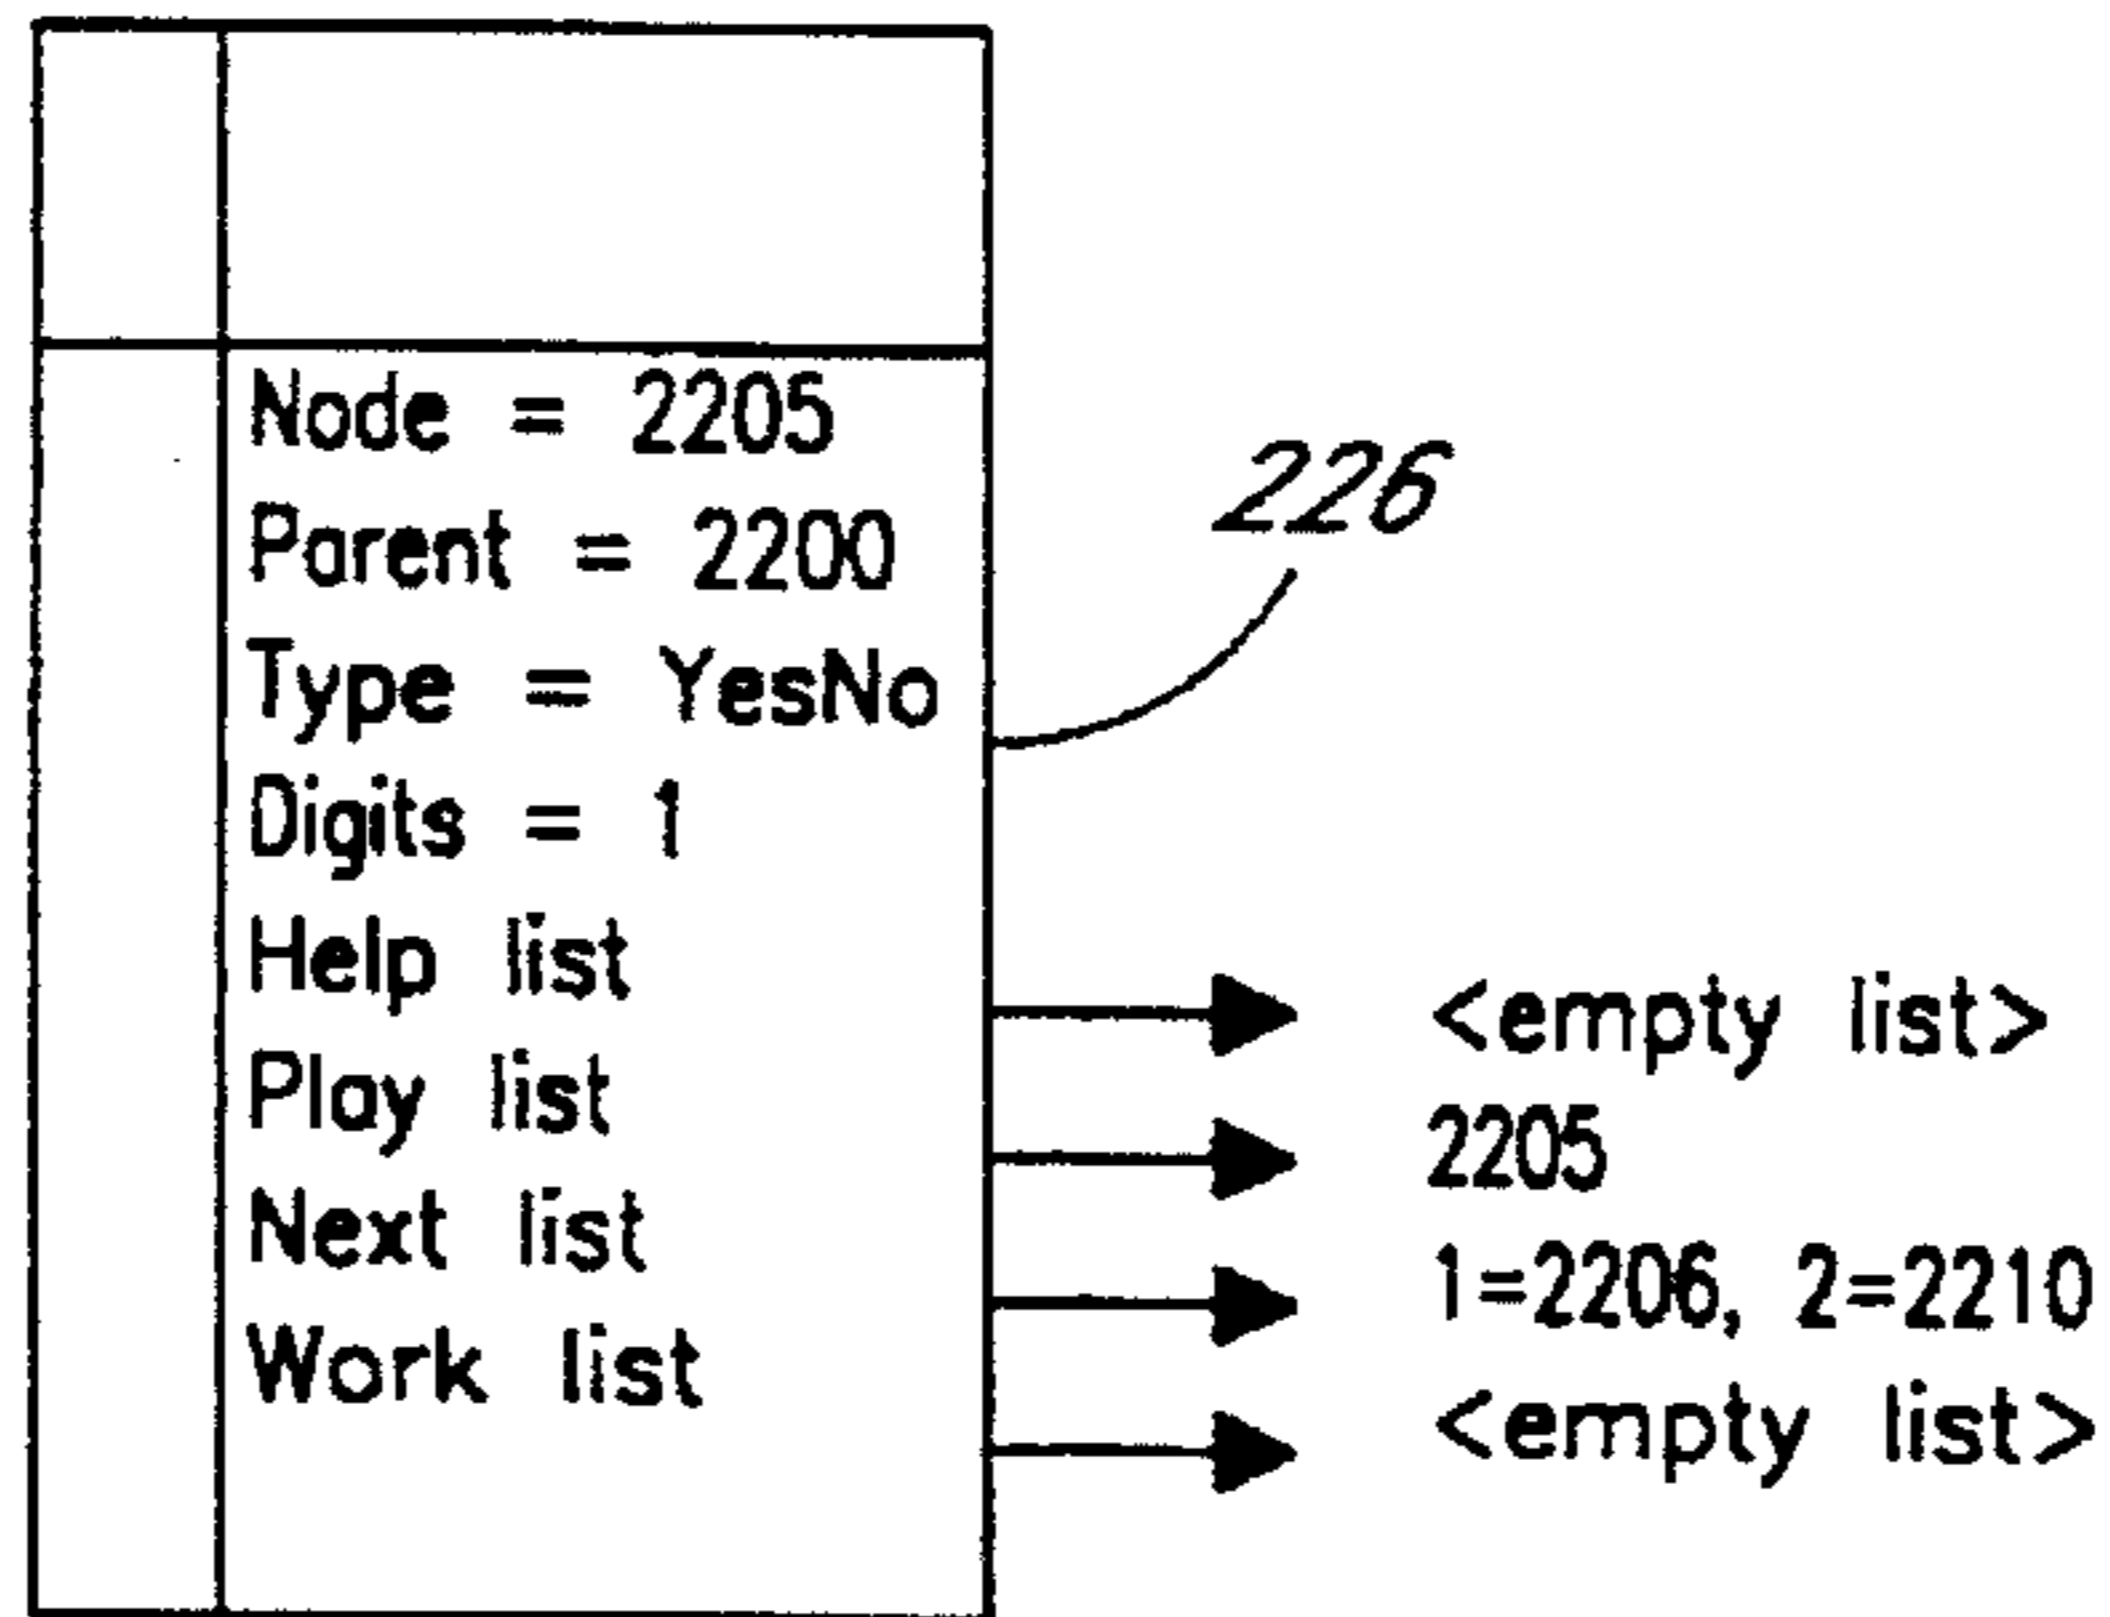 Node = 2205
226
Parent = 2200
Type = YesNo
Digits = 1
Help list
<empty list>
Play list
2205
Next list
1=2206, 2=2210
Work list
<empty list>